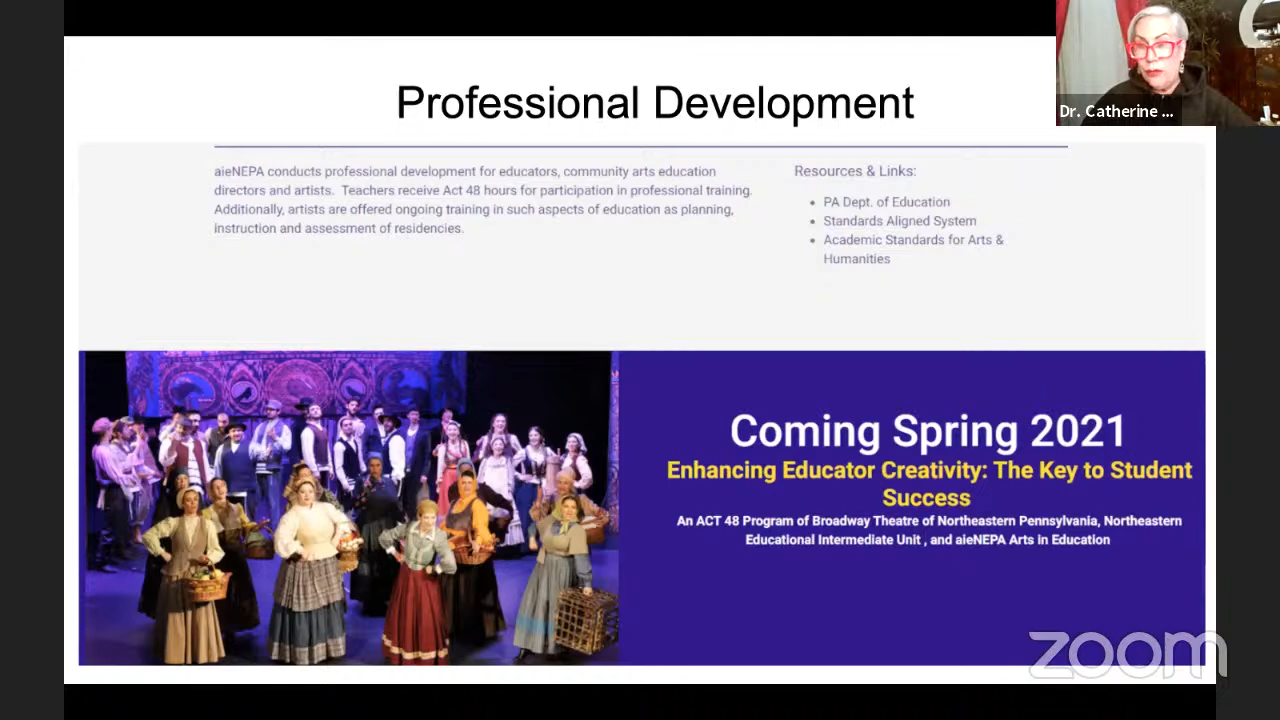 Professional Development
Dr. Catherine ...
aieNEPA conducts professional development for educators, community arts education
directors and artists.  Teachers receive Act 48 hours for participation in professional training.
Additionally, artists are offered ongoing training in such aspects of education as planning,
instruction and assessment of residencies.
Resources & Links:
• PA Dept. of Education
• Standards Aligned System
• Academic Standards for Arts &
Humanities
Coming Spring 2021
Enhancing Educator Creativity: The Key to Student
Success
An ACT 48 Program of Broadway Theatre of Northeastern Pennsylvania, Northeastern
Educational Intermediate Unit , and aieNEPA Arts in Education
zoom